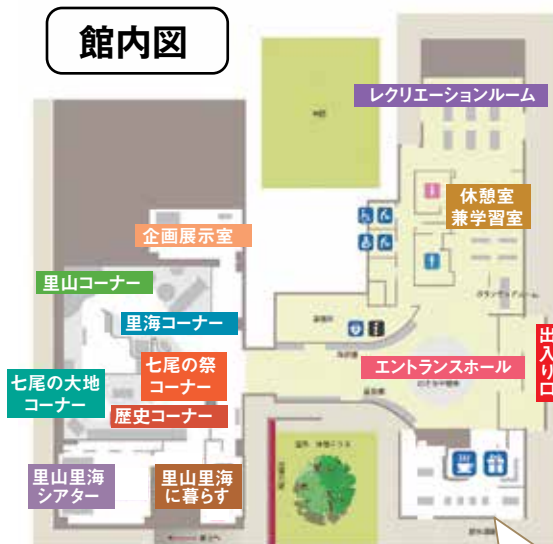 館内図
レクリエーションルーム
休憩室
兼学習室
企画展示室
里山コーナー
里海コーナー
七尾の祭
コーナー
エントランスホール
出入り口
七尾の大地
コーナー
歴史コーナー
里山里海
シアター
里山里海
に暮らす